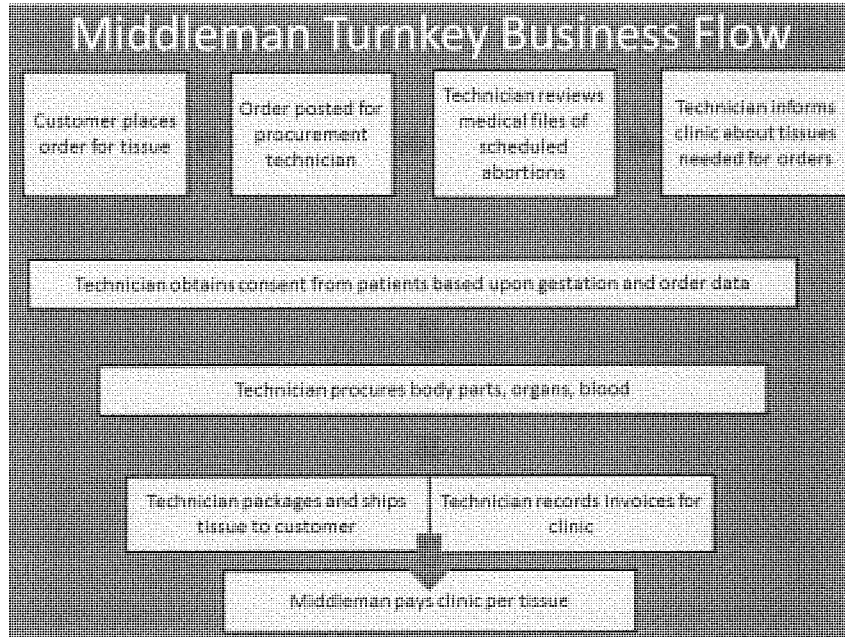 Middleman Turnkey Business Flow
Customer places
order for tissue
Order posted for
procurement
technician
Technician reviews
medical files of
scheduled
abortions
Technician informs
clinic about tissues
needed for orders
Technician obtains consent from patients based upon gestation and order data
Technician procures body parts, organs, blood
Technician packages and ships
tissue to customer
Technician records invoices for
clinic
Middleman pays clinic per tissue